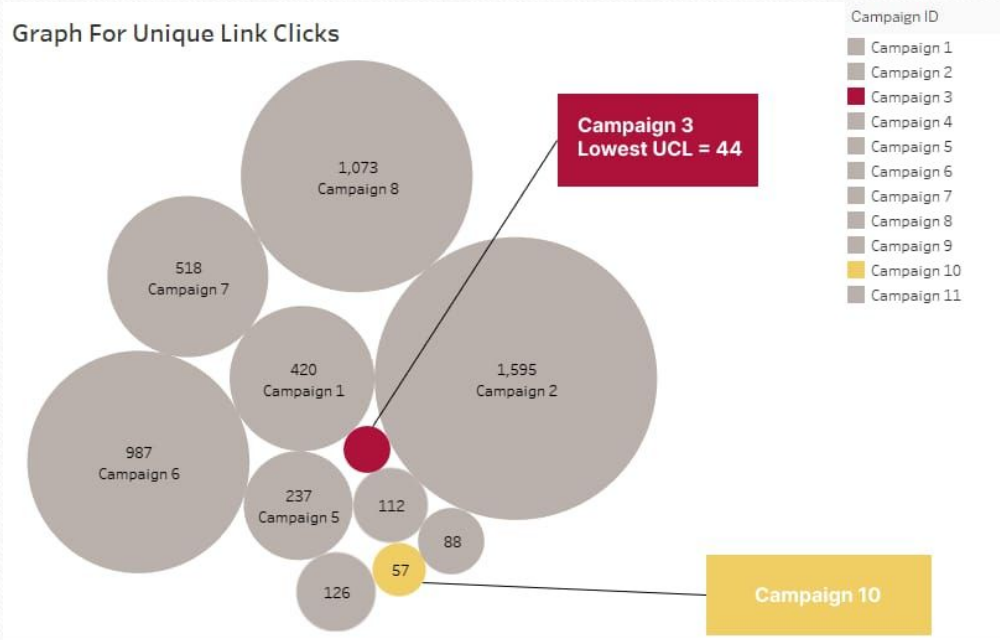 Graph For Unique Link Clicks
1,073
Campaign 8
518
Campaign 7
420
Campaign 1
1,595
Campaign 2
987
Campaign 6
237
Campaign 5
112
88
57
126
Campaign 3
Lowest UCL = 44
Campaign 10
Campaign ID
Campaign 1
Campaign 2
Campaign 3
Campaign 4
Campaign 5
Campaign 6
Campaign 7
Campaign 8
Campaign 9
Campaign 10
Campaign 11